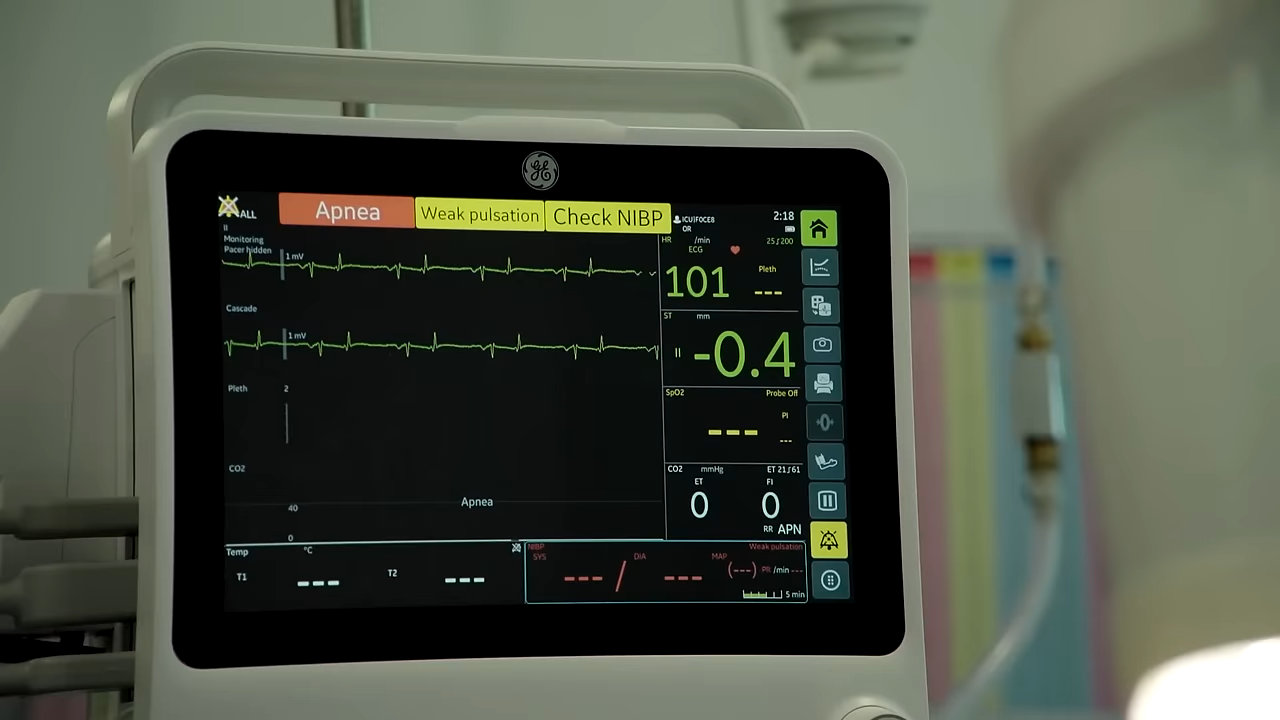 GE
ALL
Apnea
Weak pulsation
Check NIBP
ICU|FOCE8
OR
2:18
II
Monitoring
Pacer hidden
1 mV
HR /min
ECG
25 200
101
Pleth
---
Cascade
1 mV
ST mm
II -0.4
Pleth 2
SpO2 Probe Off
PI
---
---
CO2
40
0
Apnea
CO2 mmHg ET 21 61
ET FI
0 0
RR APN
Temp °C
T1 --- T2 ---
NIBP Weak pulsation
SYS DIA MAP
--- / --- (---) PR /min ---
5 min